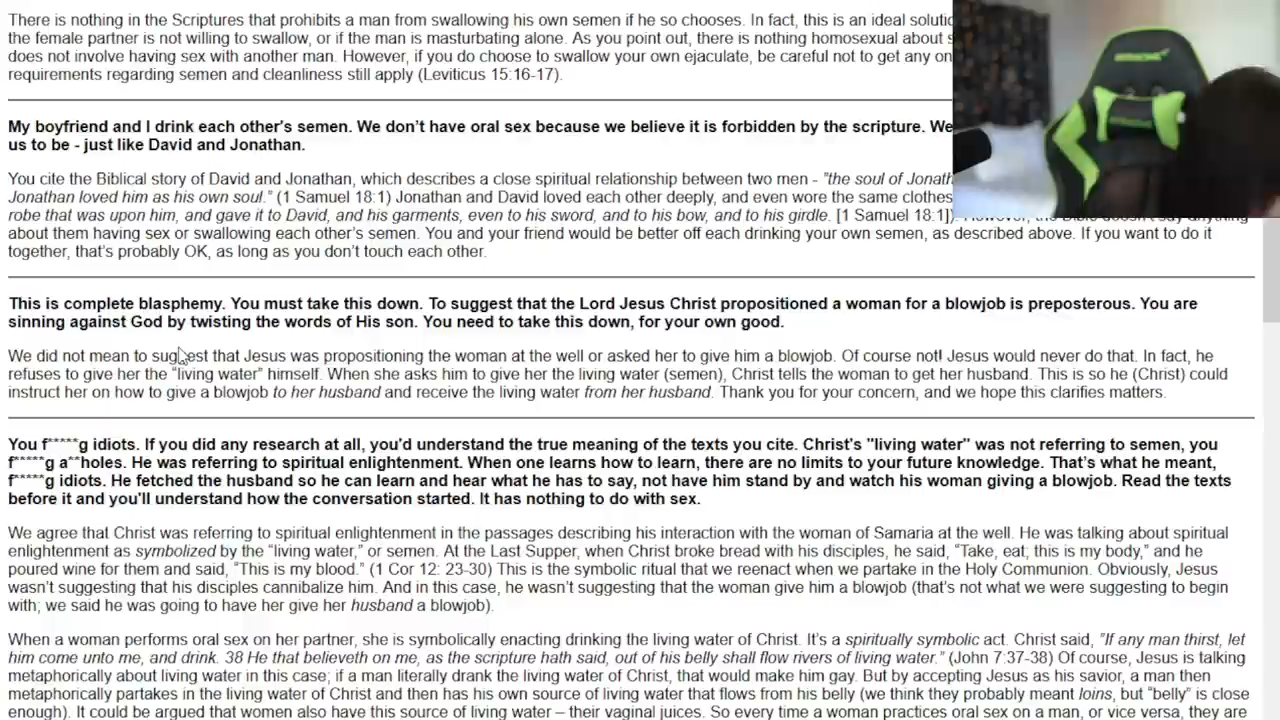 There is nothing in the Scriptures that prohibits a man from swallowing his own semen if he so chooses. In fact, this is an ideal
the female partner is not willing to swallow, or if the man is masturbating alone. As you point out, there is nothing homosexual about
does not involve having sex with another man. However, if you do choose to swallow your own ejaculate, be careful not to get any
requirements regarding semen and cleanliness still apply (Leviticus 15:16-17).
My boyfriend and I drink each other's semen. We don't have oral sex because we believe it is forbidden by the scripture.
us to be - just like David and Jonathan.
You cite the Biblical story of David and Jonathan, which describes a close spiritual relationship between two men - "the soul of
Jonathan loved him as his own soul." (1 Samuel 18:1) Jonathan and David loved each other deeply, and even wore the same
robe that was upon him, and gave it to David, and his garments, even to his sword, and to his bow, and to his girdle. [1 Samuel 18:1]).
about them having sex or swallowing each other's semen. You and your friend would be better off each drinking your own semen, as described above. If you want to do it
together, that's probably OK, as long as you don't touch each other.
This is complete blasphemy. You must take this down. To suggest that the Lord Jesus Christ propositioned a woman for a blowjob is preposterous. You are
sinning against God by twisting the words of His son. You need to take this down, for your own good.
We did not mean to suggest that Jesus was propositioning the woman at the well or asked her to give him a blowjob. Of course not! Jesus would never do that. In fact, he
refuses to give her the "living water" himself. When she asks him to give her the living water (semen), Christ tells the woman to get her husband. This is so he (Christ) could
instruct her on how to give a blowjob to her husband and receive the living water from her husband. Thank you for your concern, and we hope this clarifies matters.
You f*****g idiots. If you did any research at all, you'd understand the true meaning of the texts you cite. Christ's "living water" was not referring to semen, you
f*****g a**holes. He was referring to spiritual enlightenment. When one learns how to learn, there are no limits to your future knowledge. That's what he meant,
f*****g idiots. He fetched the husband so he can learn and hear what he has to say, not have him stand by and watch his woman giving a blowjob. Read the texts
before it and you'll understand how the conversation started. It has nothing to do with sex.
We agree that Christ was referring to spiritual enlightenment in the passages describing his interaction with the woman of Samaria at the well. He was talking about spiritual
enlightenment as symbolized by the "living water," or semen. At the Last Supper, when Christ broke bread with his disciples, he said, "Take, eat; this is my body," and he
poured wine for them and said, "This is my blood." (1 Cor 12: 23-30) This is the symbolic ritual that we reenact when we partake in the Holy Communion. Obviously, Jesus
wasn't suggesting that his disciples cannibalize him. And in this case, he wasn't suggesting that the woman give him a blowjob (that's not what we were suggesting to begin
with; we said he was going to have her give her husband a blowjob).
When a woman performs oral sex on her partner, she is symbolically enacting drinking the living water of Christ. It's a spiritually symbolic act. Christ said, "If any man thirst, let
him come unto me, and drink. 38 He that believeth on me, as the scripture hath said, out of his belly shall flow rivers of living water." (John 7:37-38) Of course, Jesus is talking
metaphorically about living water in this case; if a man literally drank the living water of Christ, that would make him gay. But by accepting Jesus as his savior, a man then
metaphorically partakes in the living water of Christ and then has his own source of living water that flows from his belly (we think they probably meant loins, but "belly" is close
enough). It could be argued that women also have this source of living water – their vaginal juices. So every time a woman practices oral sex on a man, or vice versa, they are